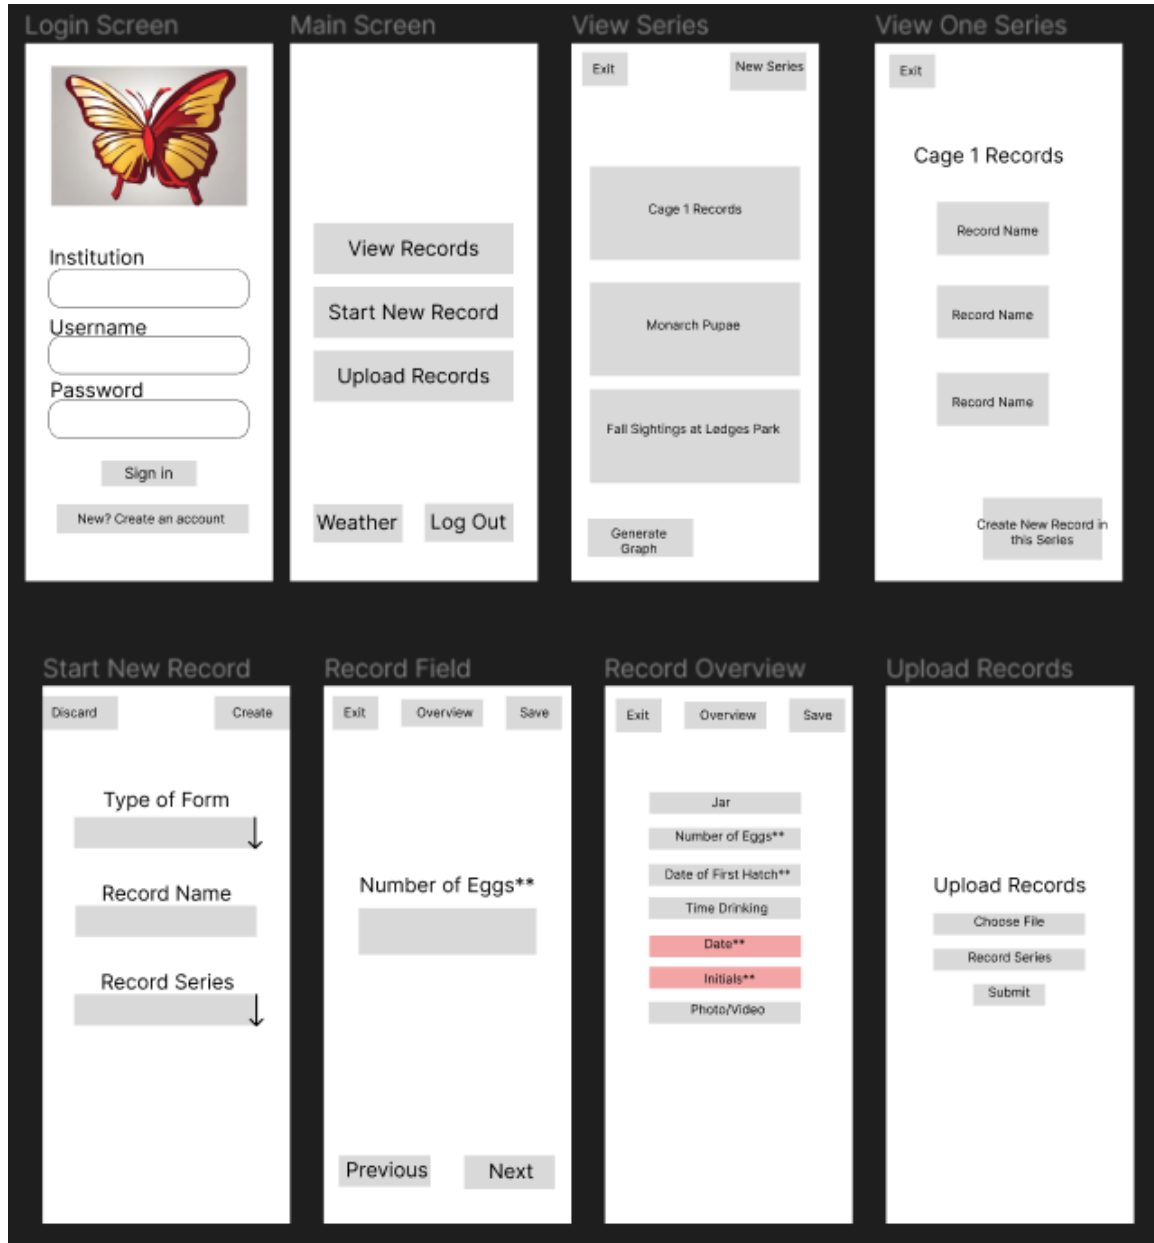 Login Screen
Institution
Username
Password
Sign in
New? Create an account
Main Screen
View Records
Start New Record
Upload Records
Weather
Log Out
View Series
Exit
New Series
Cage 1 Records
Monarch Pupae
Fall Sightings at Ledges Park
Generate
Graph
View One Series
Exit
Cage 1 Records
Record Name
Record Name
Record Name
Create New Record in
this Series
Start New Record
Discard
Create
Type of Form
Record Name
Record Series
Record Field
Exit
Overview
Save
Number of Eggs**
Previous
Next
Record Overview
Exit
Overview
Save
Jar
Number of Eggs**
Date of First Hatch**
Time Drinking
Date**
Initials**
Photo/Video
Upload Records
Upload Records
Choose File
Record Series
Submit